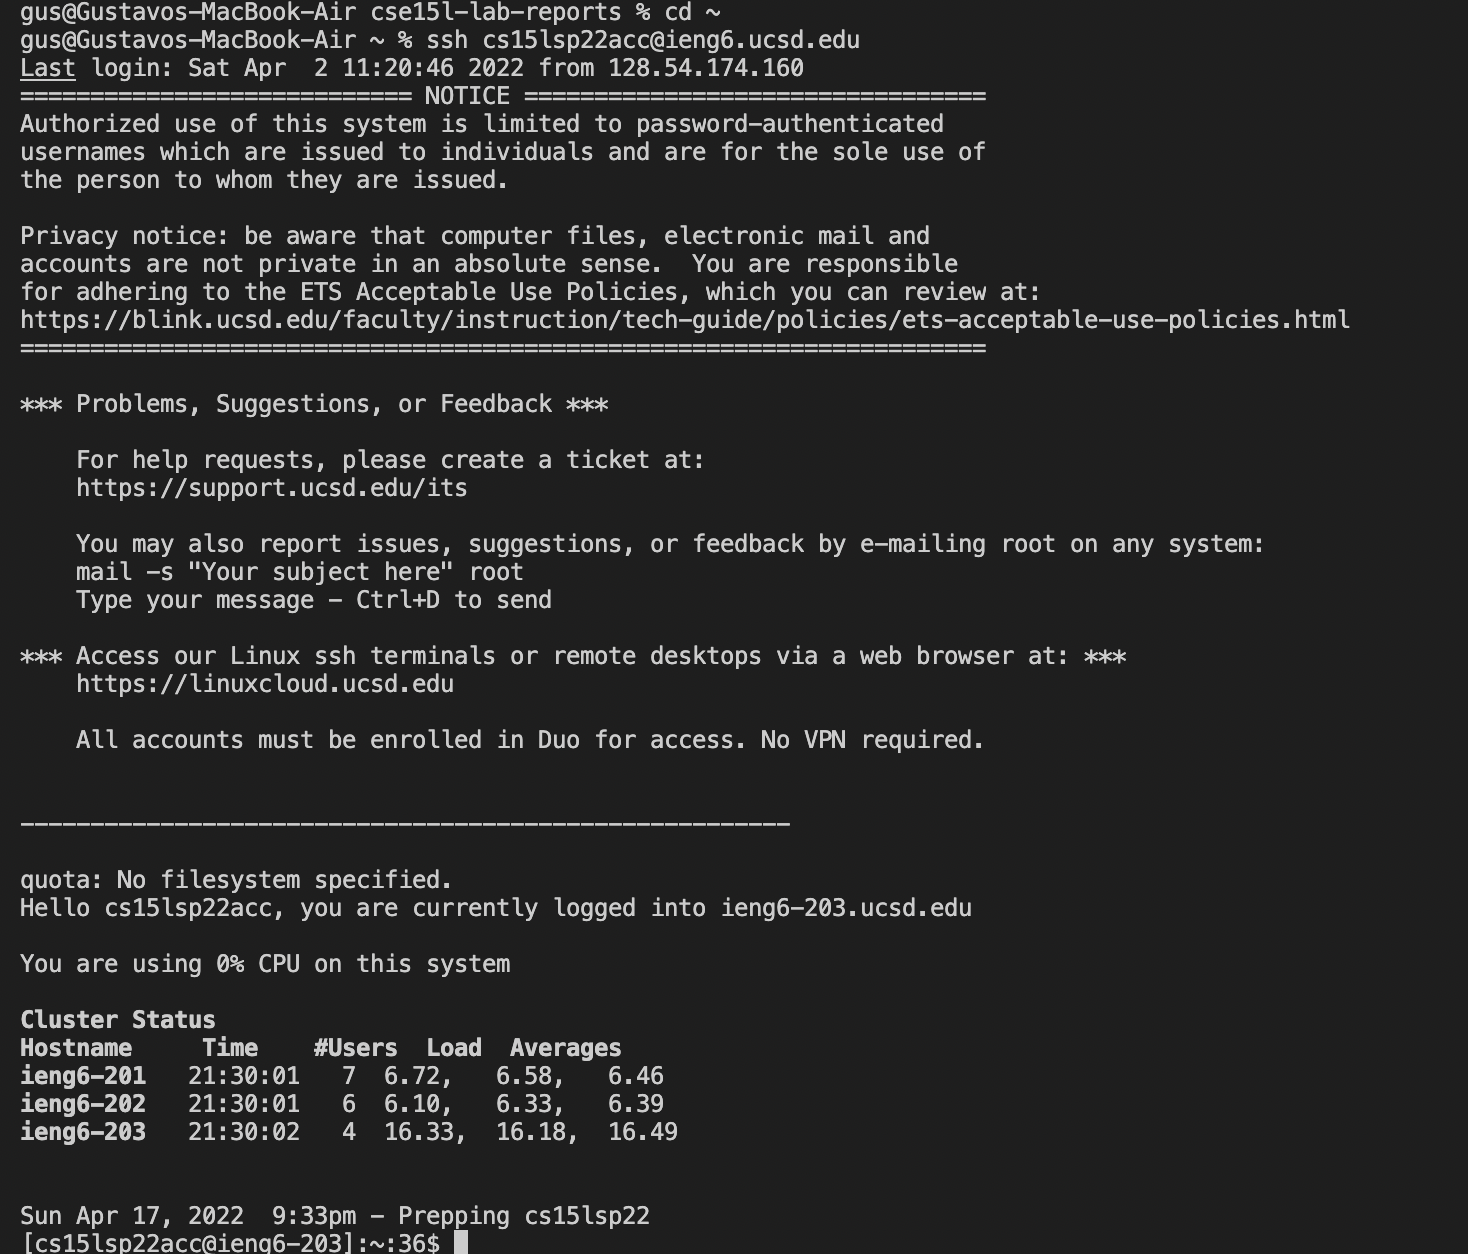 gus@Gustavos-MacBook-Air cse15l-lab-reports % cd ~
gus@Gustavos-MacBook-Air ~ % ssh cs15lsp22acc@ieng6.ucsd.edu
Last login: Sat Apr  2 11:20:46 2022 from 128.54.174.160
============================ NOTICE =================================
Authorized use of this system is limited to password-authenticated
usernames which are issued to individuals and are for the sole use of
the person to whom they are issued.

Privacy notice: be aware that computer files, electronic mail and
accounts are not private in an absolute sense.  You are responsible
for adhering to the ETS Acceptable Use Policies, which you can review at:
https://blink.ucsd.edu/faculty/instruction/tech-guide/policies/ets-acceptable-use-policies.html
=====================================================================

*** Problems, Suggestions, or Feedback ***

    For help requests, please create a ticket at:
    https://support.ucsd.edu/its

    You may also report issues, suggestions, or feedback by e-mailing root on any system:
    mail -s "Your subject here" root
    Type your message - Ctrl+D to send

*** Access our Linux ssh terminals or remote desktops via a web browser at: ***
    https://linuxcloud.ucsd.edu

    All accounts must be enrolled in Duo for access. No VPN required.


-------------------------------------------------------

quota: No filesystem specified.
Hello cs15lsp22acc, you are currently logged into ieng6-203.ucsd.edu

You are using 0% CPU on this system

Cluster Status
Hostname     Time    #Users  Load  Averages
ieng6-201   21:30:01   7  6.72,   6.58,   6.46
ieng6-202   21:30:01   6  6.10,   6.33,   6.39
ieng6-203   21:30:02   4  16.33,  16.18,  16.49


Sun Apr 17, 2022  9:33pm - Prepping cs15lsp22
[cs15lsp22acc@ieng6-203]:~:36$